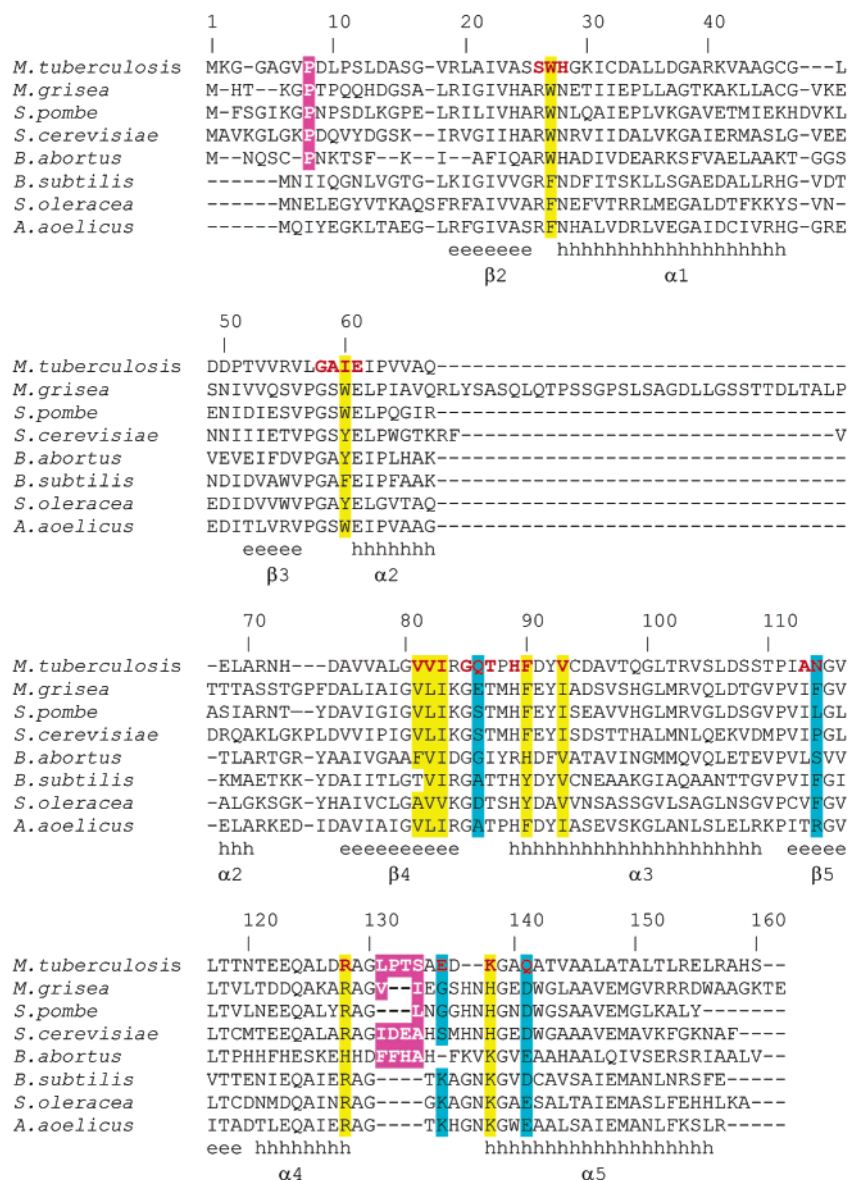 1 10 20 30 40
M.tuberculosis MKG-GAGVPDLPSLDASG-VRLAIVASSWHGKICDALLDGARKVAAGCG---L
M.grisea M-HT--KGPTPQQHDGSA-LRIGIVHARWNETIIEPLLAGTKAKLLACG-VKE
S.pombe M-FSGIKGPNPSDLKGPE-LRILIVHARWNLQAIEPLVKGAVETMIEKHDVKL
S.cerevisiae MAVKGLGKPDQVYDGSK--IRVGIIHARWNRVIIDALVKGAIERMASLG-VEE
B.abortus M--NQSC-PNKTSF--K--I--AFIQARWHADIVDEARKSFVAELAAKT-GGS
B.subtilis ------MNIIQGNLVGTG-LKIGIVVGRFNDFITSKLLSGAEDALLRHG-VDT
S.oleracea ------MNELEGYVTKAQSFRFAIVVARFNEFVTRRLMEGALDTFKKYS-VN-
A.aoelicus ------MQIYEGKLTAEG-LRFGIVASRFNHALVDRLVEGAIDCIVRHG-GRE
eeeeeee hhhhhhhhhhhhhhhhhh
β2 α1
50 60
M.tuberculosis DDPTVVRVLGAIEIPVVAQ--------------------------------
M.grisea SNIVVQSVPGSWELPIAVQRLYSASQLQTPSSGPSLSAGDLLGSSTTDLTALP
S.pombe ENIDIESVPGSWELPQGIR--------------------------------
S.cerevisiae NNIIIETVPGSYELPWGTKRF------------------------------V
B.abortus VEVEIFDVPGAYEIPLHAK--------------------------------
B.subtilis NDIDVAWVPGAFEIPFAAK--------------------------------
S.oleracea EDIDVVWVPGAYELGVTAQ--------------------------------
A.aoelicus EDITLVRVPGSWEIPVAAG--------------------------------
eeeee hhhhhhh
β3 α2
70 80 90 100 110
M.tuberculosis -ELARNH---DAVVALGVVIRGQTPHFDYVCDAVTQGLTRVSLDSSTPIANGV
M.grisea TTTASSTGPFDALIAIGVLIKGETMHFEYIADSVSHGLMRVQLDTGVPVIFGV
S.pombe ASIARNT--YDAVIGIGVLIKGSTMHFEYISEAVVHGLMRVGLDSGVPVILGL
S.cerevisiae DRQAKLGKPLDVVIPIGVLIKGSTMHFEYISDSTTHALMNLQEKVDMPVIPGL
B.abortus -TLARTGR-YAAIVGAAFVIDGGIYRHDFVATAVINGMMQVQLETEVPVLSVV
B.subtilis -KMAETKK-YDAIITLGTVIRGATTHYDYVCNEAAKGIAQAANTTGVPVIFGI
S.oleracea -ALGKSGK-YHAIVCLGAVVKGDTSHYDAVVNSASSGVLSAGLNSGVPCVFGV
A.aoelicus -ELARKED-IDAVIAIGVLIRGATPHFDYIASEVSKGLANLSLELRKPITRGV
hhh eeeeeeeee hhhhhhhhhhhhhhhhhhhh eeeee
α2 β4 α3 β5
120 130 140 150 160
M.tuberculosis LTTNTEEQALDRAGLPTSAED--KGAQATVAALATALTLRELRAHS--
M.grisea LTVLTDDQAKARAGV--IEGSHNHGEDWGLAAVEMGVRRRDWAAGKTE
S.pombe LTVLNEEQALYRAG---LNGGHNHGNDWGSAAVEMGLKALY-------
S.cerevisiae LTCMTEEQALARAGIDEAHSMHNHGEDWGAAAVEMAVKFGKNAF----
B.abortus LTPHHFHESKEHHDFFHAH-FKVKGVEAAHAALQIVSERSRIAALV--
B.subtilis VTTENIEQAIERAG----TKAGNKGVDCAVSAIEMANLNRSFE-----
S.oleracea LTCDNMDQAINRAG----GKAGNKGAESALTAIEMASLFEHHLKA---
A.aoelicus ITADTLEQAIERAG----TKHGNKGWEAALSAIEMANLFKSLR-----
eee hhhhhhhh hhhhhhhhhhhhhhhhhhh
α4 α5